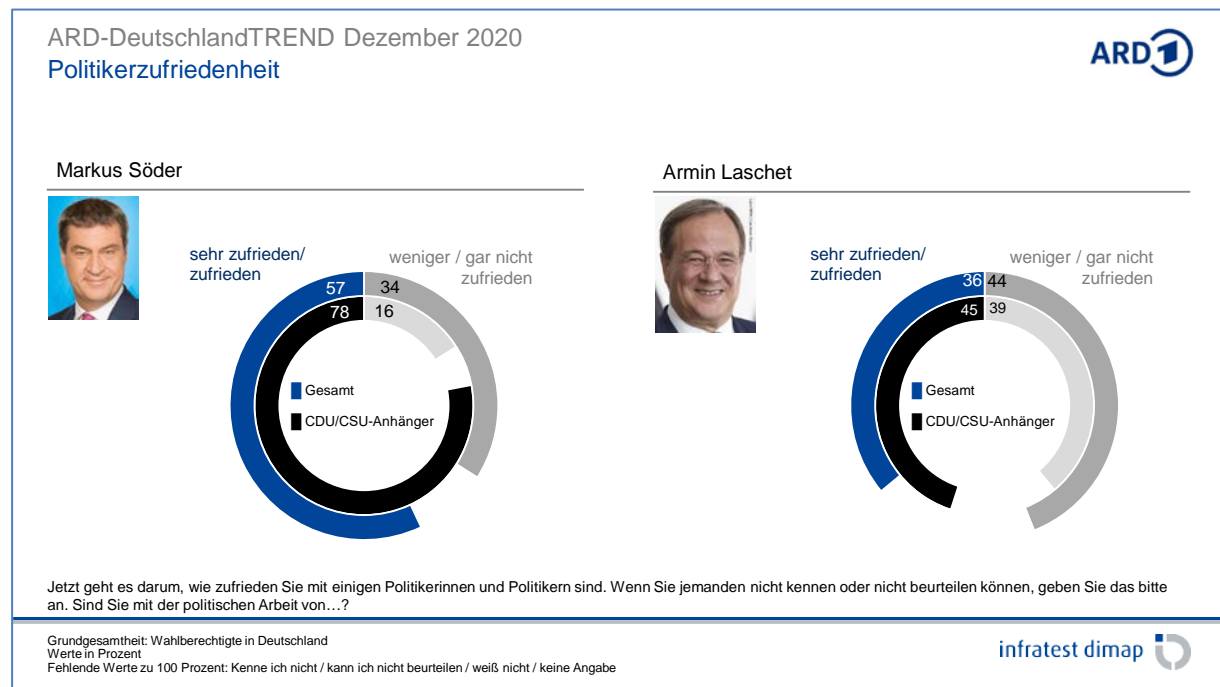 ARD-DeutschlandTREND Dezember 2020
Politikerzufriedenheit
ARD 1
Markus Söder
sehr zufrieden/
zufrieden
weniger / gar nicht
zufrieden
57
34
78
16
Gesamt
CDU/CSU-Anhänger
Armin Laschet
sehr zufrieden/
zufrieden
weniger / gar nicht
zufrieden
36
44
45
39
Gesamt
CDU/CSU-Anhänger
Jetzt geht es darum, wie zufrieden Sie mit einigen Politikerinnen und Politikern sind. Wenn Sie jemanden nicht kennen oder nicht beurteilen können, geben Sie das bitte
an. Sind Sie mit der politischen Arbeit von…?
Grundgesamtheit: Wahlberechtigte in Deutschland
Werte in Prozent
Fehlende Werte zu 100 Prozent: Kenne ich nicht / kann ich nicht beurteilen / weiß nicht / keine Angabe
infratest dimap